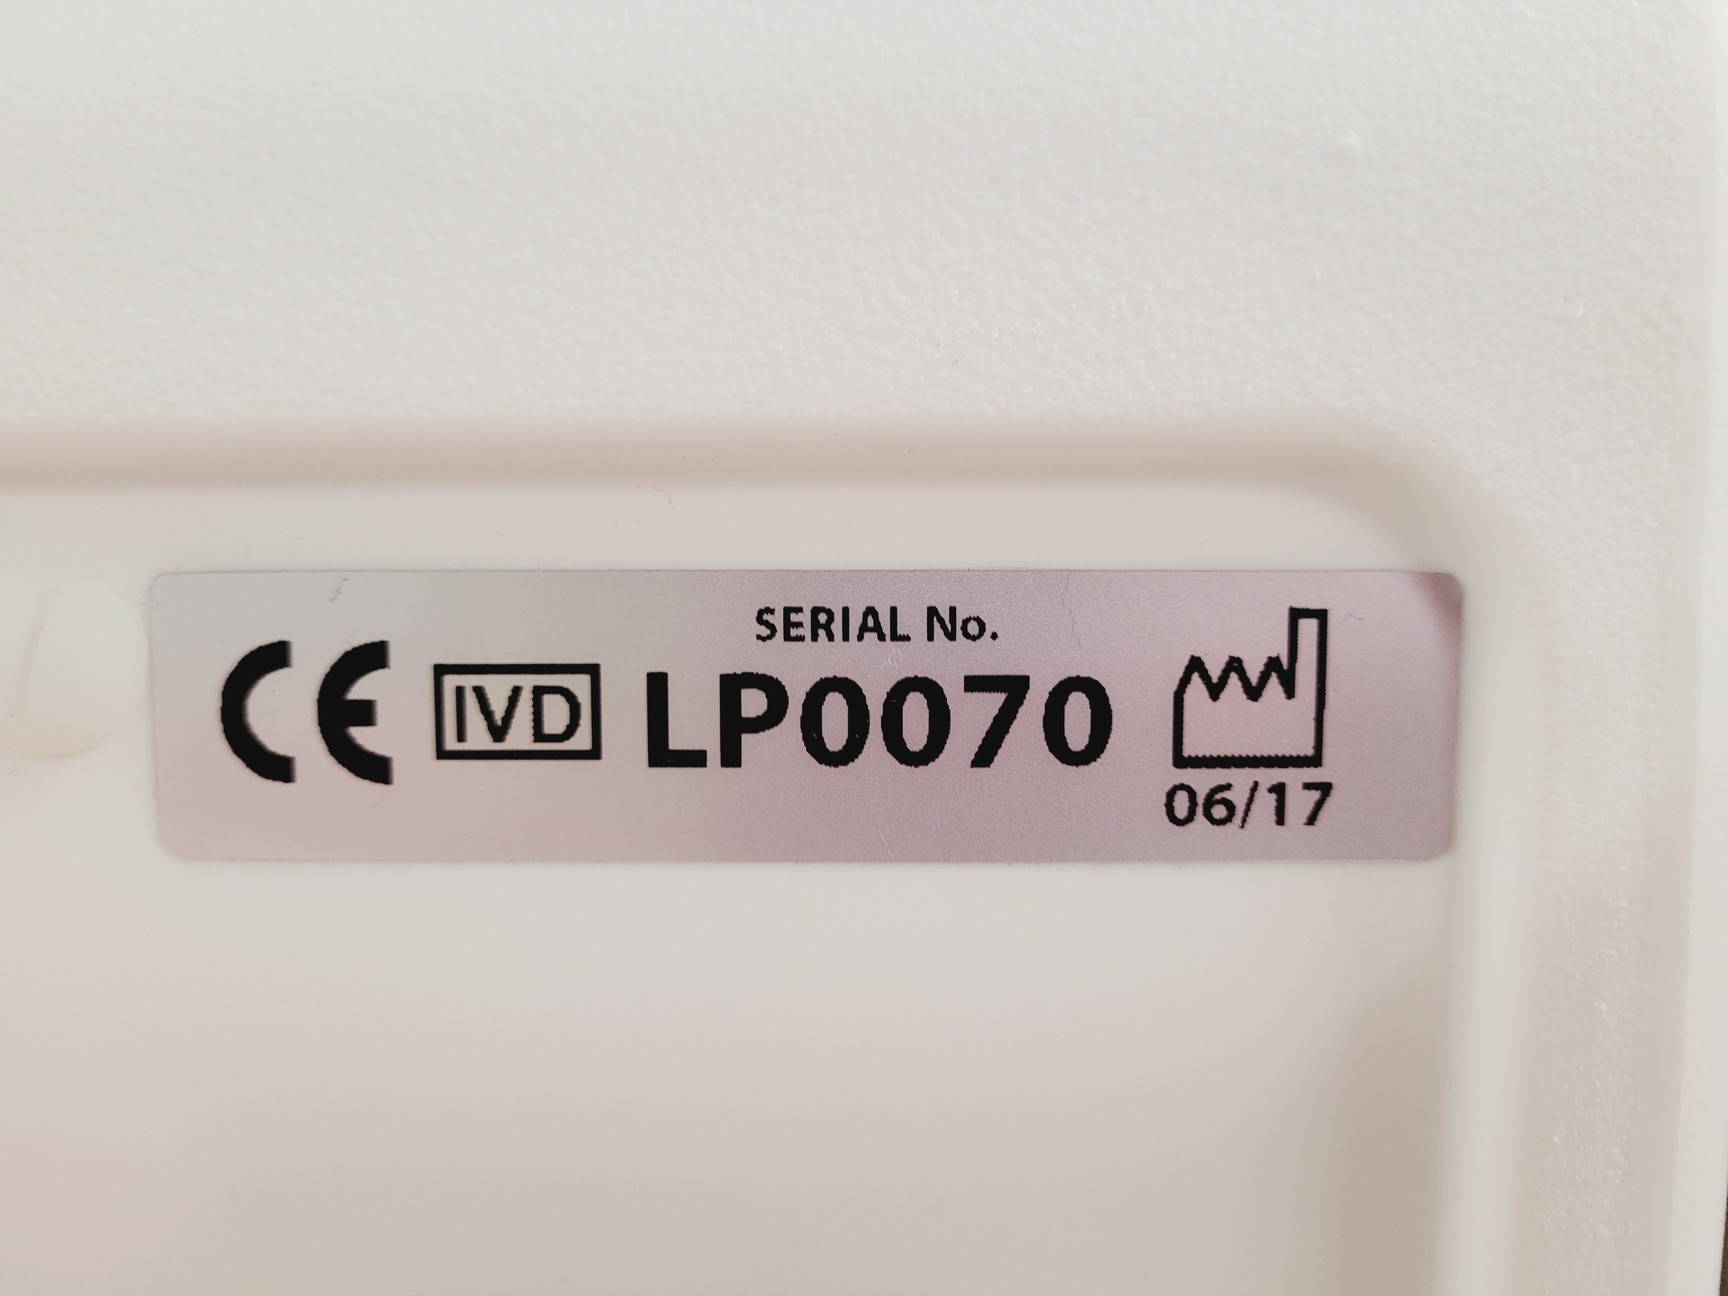 SERIAL No.
CE IVD LP0070
06/17